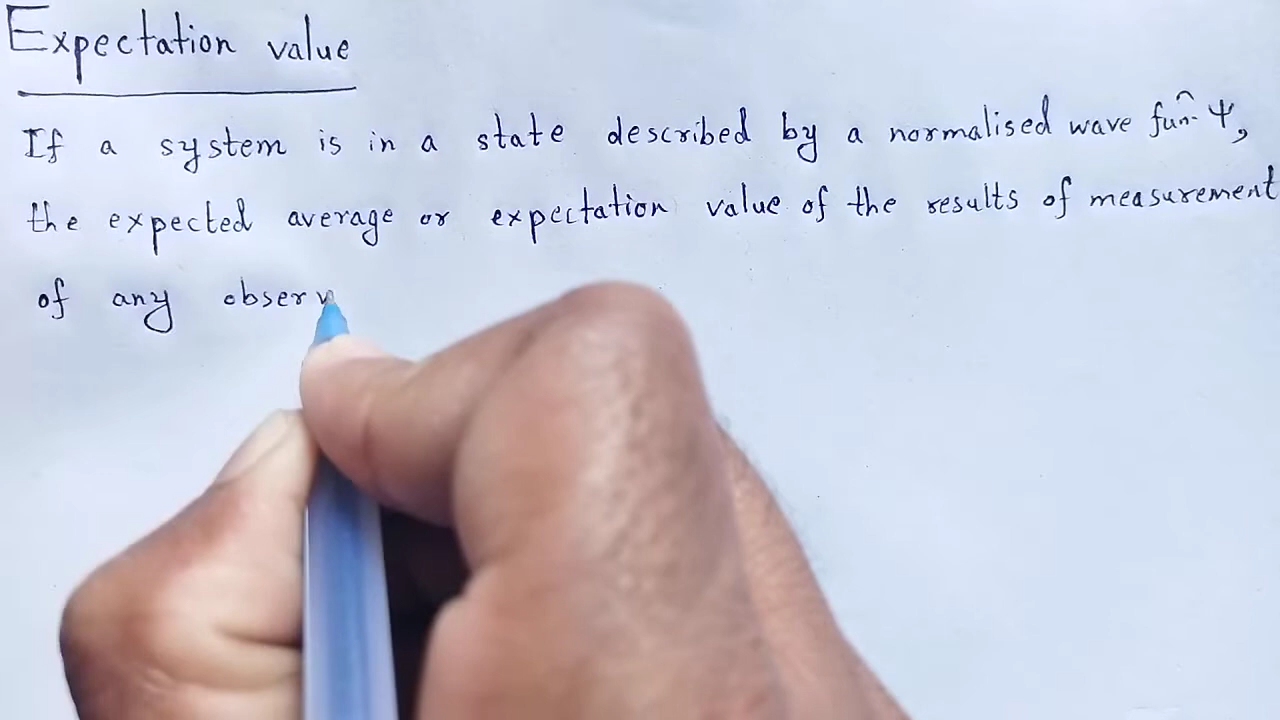 Expectation value
If a system is in a state described by a normalised wave fun̂. ψ,
the expected average or expectation value of the results of measurement
of any observ